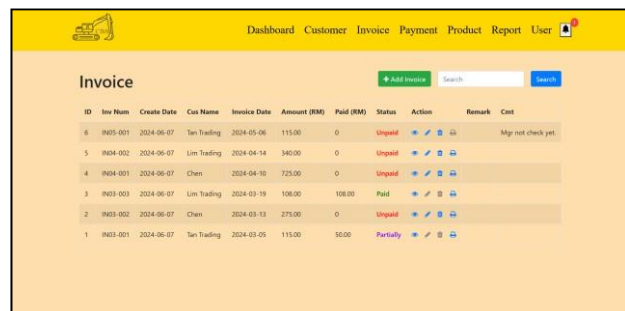 Dashboard Customer Invoice Payment Product Report User
Invoice
+ Add Invoice Search Search
ID Inv Num Create Date Cus Name Invoice Date Amount (RM) Paid (RM) Status Action Remark Cmt
6 IN05-001 2024-06-07 Tan Trading 2024-05-06 115.00 0 Unpaid Mgr not check yet.
5 IN04-002 2024-06-07 Lim Trading 2024-04-14 340.00 0 Unpaid
4 IN04-001 2024-06-07 Chen 2024-04-10 725.00 0 Unpaid
3 IN03-003 2024-06-07 Lim Trading 2024-03-19 108.00 108.00 Paid
2 IN03-002 2024-06-07 Chen 2024-03-13 275.00 0 Unpaid
1 IN03-001 2024-06-07 Tan Trading 2024-03-05 115.00 50.00 Partially